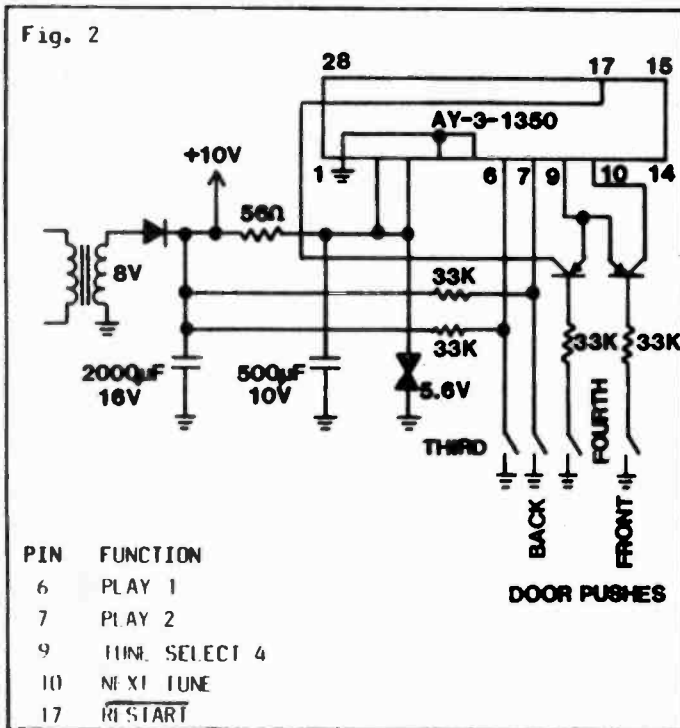 Fig. 2
28 17 15
AY-3-1350
+10V
1 6 7 9 10 14
56Ω
8V
33K
33K
33K 33K
2000µF
16V
500µF
10V
5.6V
THIRD
BACK
FOURTH
FRONT
DOOR PUSHES
PIN FUNCTION
6 PLAY 1
7 PLAY 2
9 TUNE SELECT 4
10 NEXT TUNE
17 RESTART